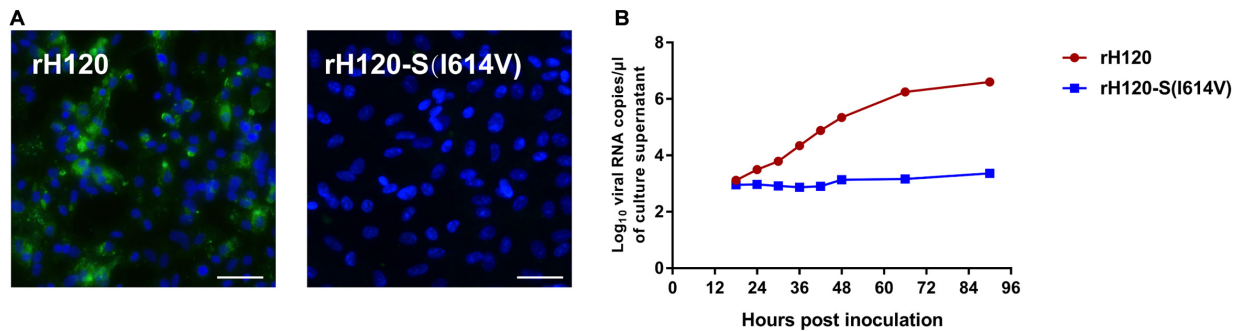 A
rH120
rH120-S(I614V)
B
Log₁₀ viral RNA copies/μl
of culture supernatant
8
6
4
2
0
0 12 24 36 48 60 72 84 96
Hours post inoculation
rH120
rH120-S(I614V)